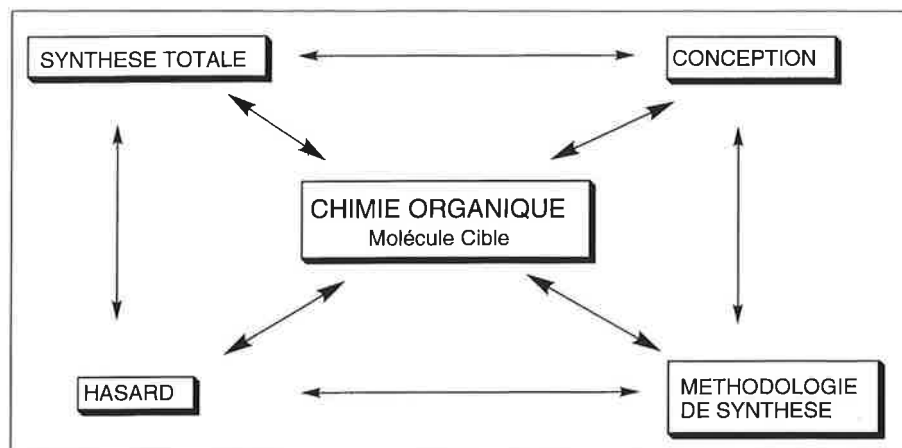 SYNTHESE TOTALE
CONCEPTION
CHIMIE ORGANIQUE
Molécule Cible
HASARD
METHODOLOGIE
DE SYNTHESE